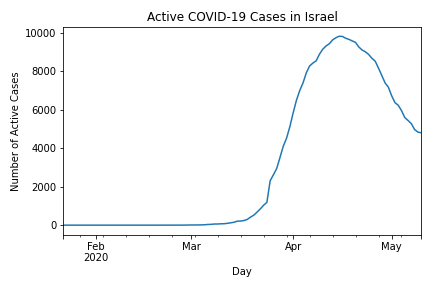 Active COVID-19 Cases in Israel
Number of Active Cases
10000
8000
6000
4000
2000
0
Feb
2020
Mar
Apr
May
Day